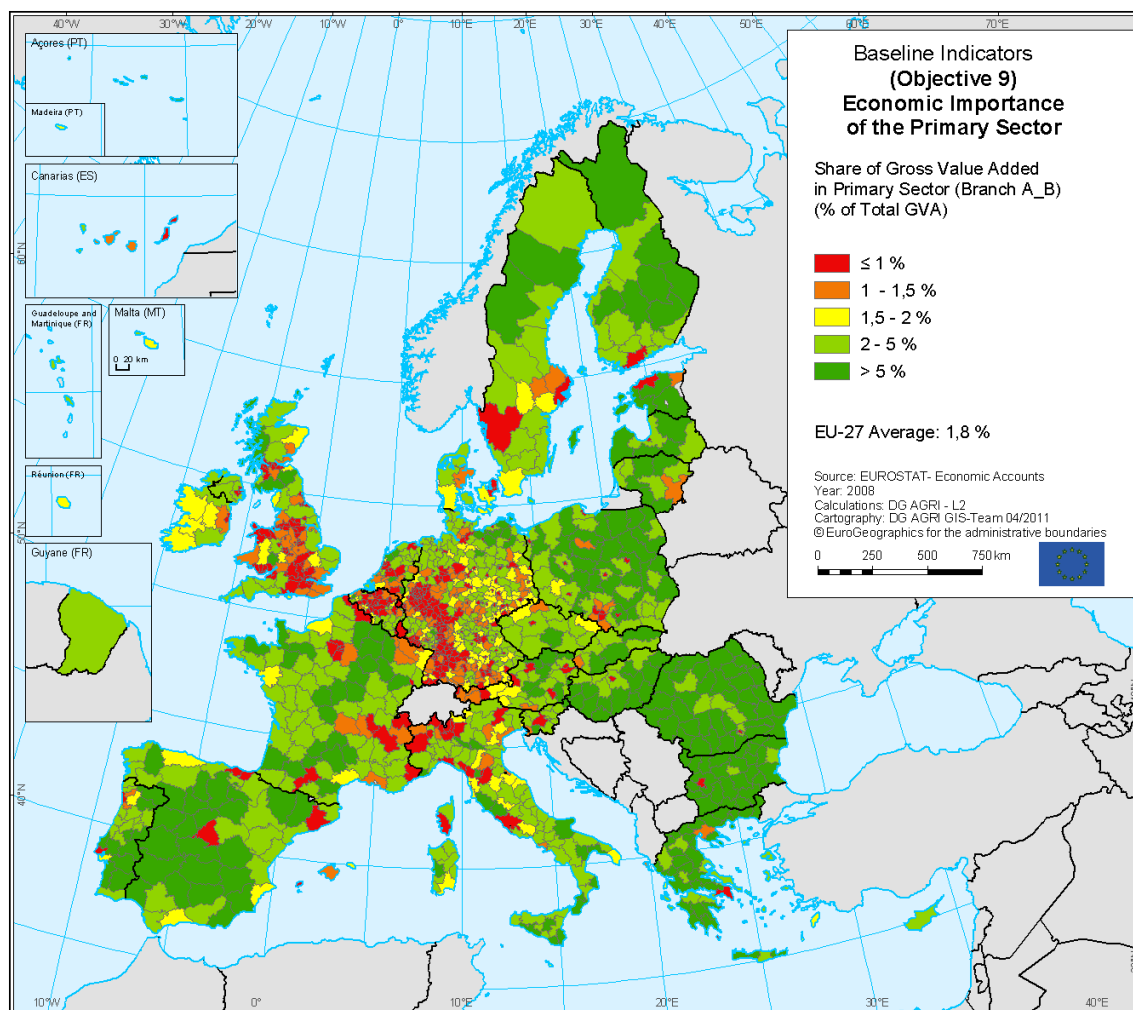 40°W 30°W 20°W 10°W 0° 10°E 20°E 30°E 40°E 50°E 60°E 70°E
Açores (PT)
Madeira (PT)
Canarias (ES)
Guadeloupe and
Martinique (FR)
Malta (MT)
0 20 km
Réunion (FR)
Guyane (FR)
60°N
50°N
40°N
Baseline Indicators
(Objective 9)
Economic Importance
of the Primary Sector
Share of Gross Value Added
in Primary Sector (Branch A_B)
(% of Total GVA)
≤ 1 %
1 - 1,5 %
1,5 - 2 %
2 - 5 %
> 5 %
EU-27 Average: 1,8 %
Source: EUROSTAT- Economic Accounts
Year: 2008
Calculations: DG AGRI - L2
Cartography: DG AGRI GIS-Team 04/2011
© EuroGeographics for the administrative boundaries
0 250 500 750 km
10°W 0° 10°E 20°E 30°E 40°E